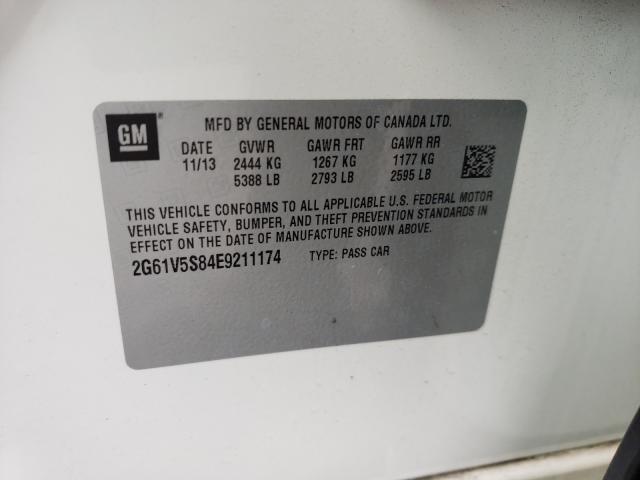 GM
MFD BY GENERAL MOTORS OF CANADA LTD.
DATE GVWR GAWR FRT GAWR RR
11/13 2444 KG 1267 KG 1177 KG
5388 LB 2793 LB 2595 LB
THIS VEHICLE CONFORMS TO ALL APPLICABLE U.S. FEDERAL MOTOR
VEHICLE SAFETY, BUMPER, AND THEFT PREVENTION STANDARDS IN
EFFECT ON THE DATE OF MANUFACTURE SHOWN ABOVE.
2G61V5S84E9211174 TYPE: PASS CAR